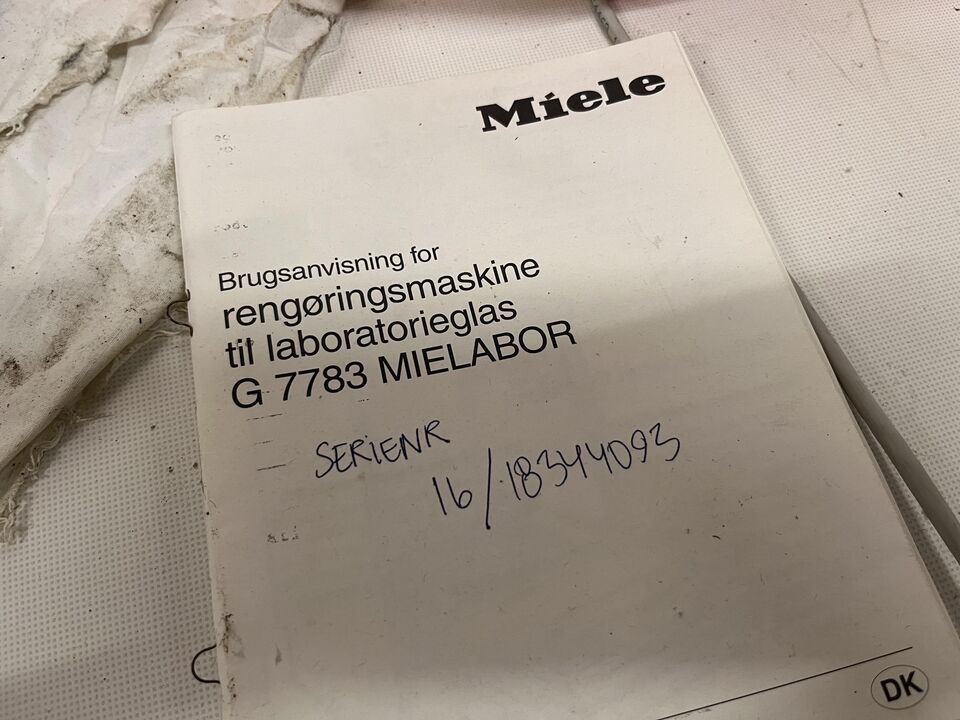 Miele
Brugsanvisning for
rengøringsmaskine
til laboratorieglas
G 7783 MIELABOR
SERIENR
16/18344093
DK